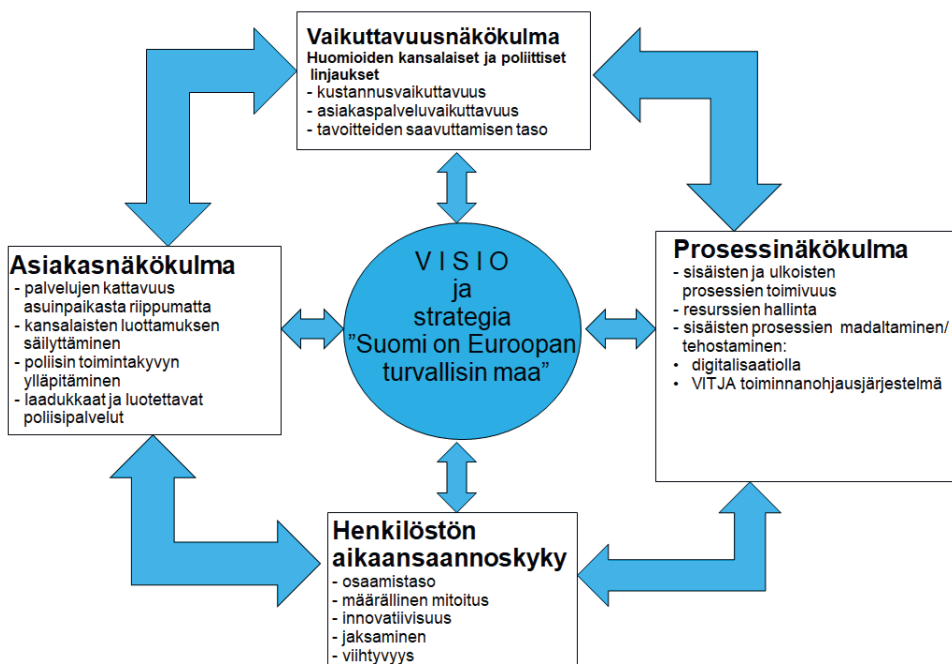 Vaikuttavuusnäkökulma
Huomioiden kansalaiset ja poliittiset
linjaukset
- kustannusvaikuttavuus
- asiakaspalveluvaikuttavuus
- tavoitteiden saavuttamisen taso
Asiakasnäkökulma
- palvelujen kattavuus
asuinpaikasta riippumatta
- kansalaisten luottamuksen
säilyttäminen
- poliisin toimintakyvyn
ylläpitäminen
- laadukkaat ja luotettavat
poliisipalvelut
V I S I O
ja
strategia
”Suomi on Euroopan
turvallisin maa”
Prosessinäkökulma
- sisäisten ja ulkoisten
prosessien toimivuus
- resurssien hallinta
- sisäisten prosessien madaltaminen/
tehostaminen:
• digitalisaatiolla
• VITJA toiminnanohjausjärjestelmä
Henkilöstön
aikaansaannoskyky
- osaamistaso
- määrällinen mitoitus
- innovatiivisuus
- jaksaminen
- viihtyvyys